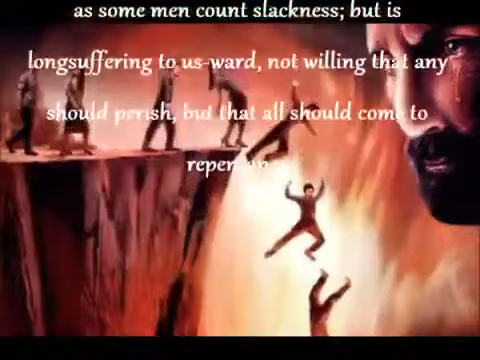 as some men count slackness; but is
longsuffering to us-ward, not willing that any
should perish, but that all should come to